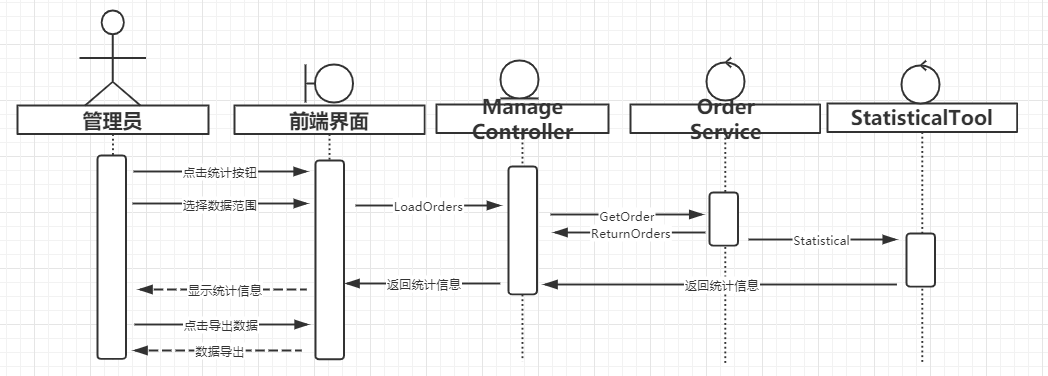 管理员
前端界面
Manage
Controller
Order
Service
StatisticalTool
点击统计按钮
选择数据范围
LoadOrders
GetOrder
ReturnOrders
Statistical
返回统计信息
返回统计信息
显示统计信息
点击导出数据
数据导出